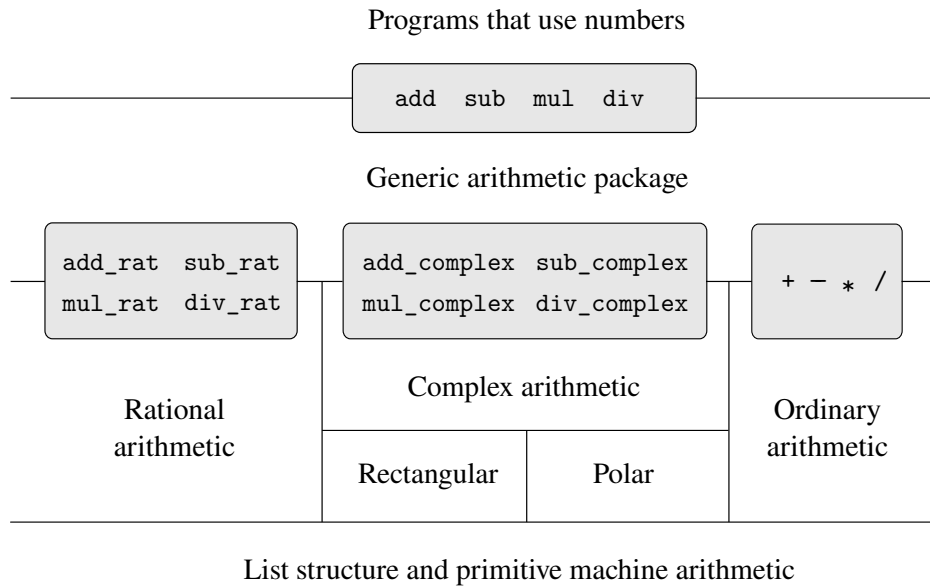 Programs that use numbers
add sub mul div
Generic arithmetic package
add_rat sub_rat
mul_rat div_rat
add_complex sub_complex
mul_complex div_complex
+ − * /
Rational
arithmetic
Complex arithmetic
Rectangular
Polar
Ordinary
arithmetic
List structure and primitive machine arithmetic